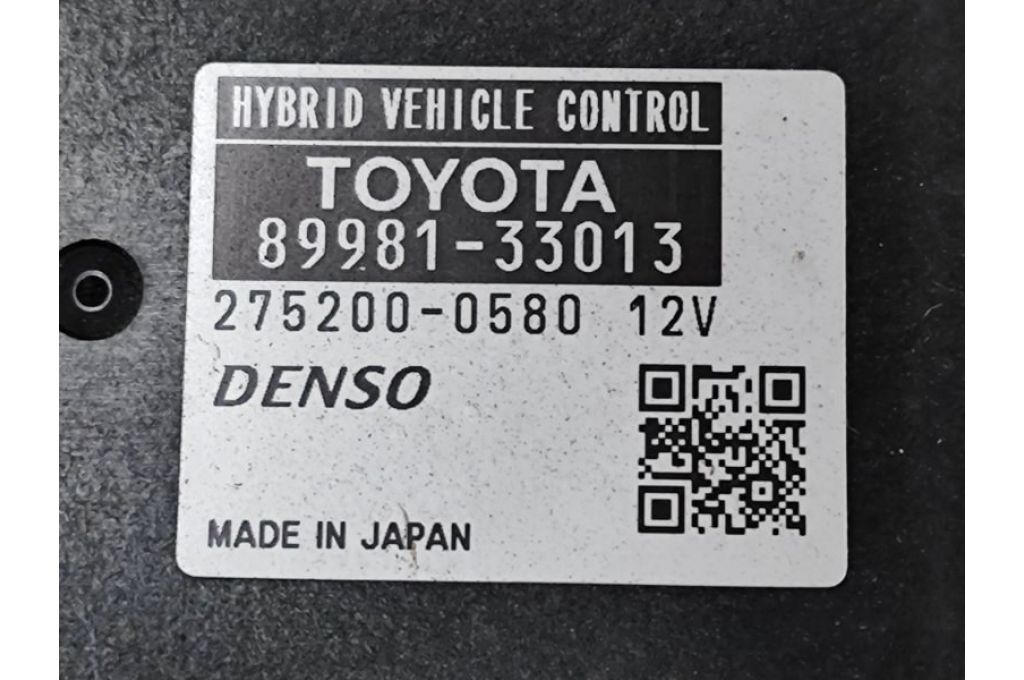 HYBRID VEHICLE CONTROL
TOYOTA
89981-33013
275200-0580 12V
DENSO
MADE IN JAPAN